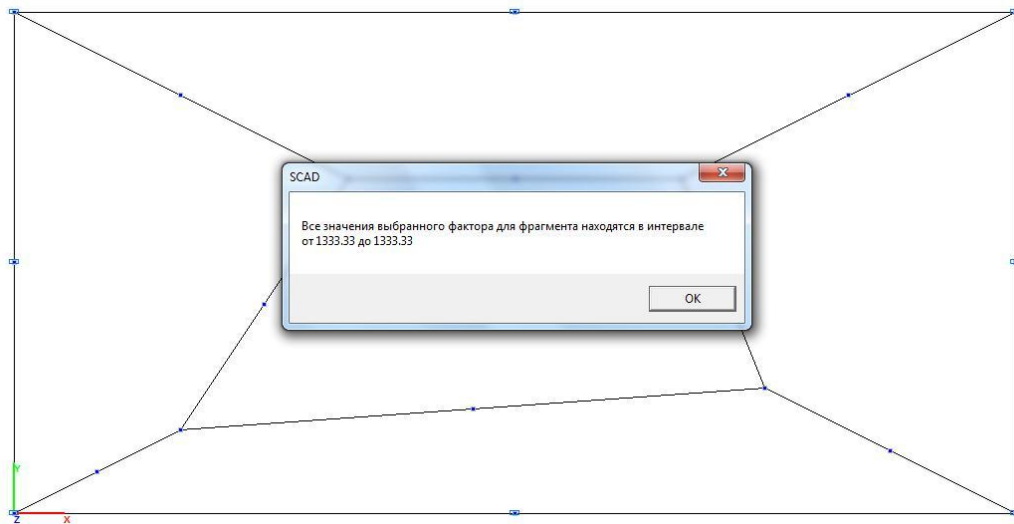 SCAD
Все значения выбранного фактора для фрагмента находятся в интервале
от 1333.33 до 1333.33
OK
Y
Z X